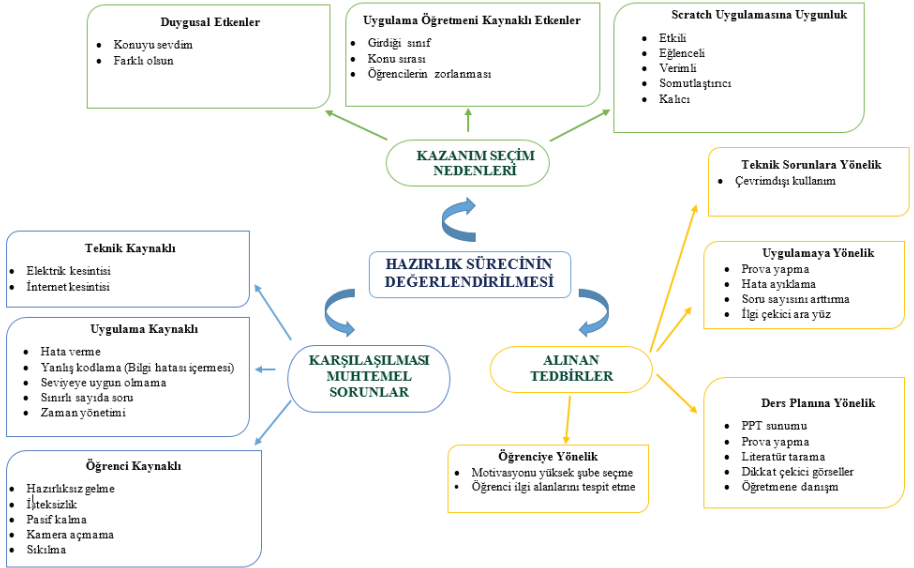 Duygusal Etkenler
Konuyu sevdim
Farklı olsun
Uygulama Öğretmeni Kaynaklı Etkenler
Girdiği sınıf
Konu sırası
Öğrencilerin zorlanması
Scratch Uygulamasına Uygunluk
Etkili
Eğlenceli
Verimli
Somutlaştırıcı
Kalıcı
KAZANIM SEÇİM
NEDENLERİ
HAZIRLIK SÜRECİNİN
DEĞERLENDİRİLMESİ
Teknik Kaynaklı
Elektrik kesintisi
İnternet kesintisi
Uygulama Kaynaklı
Hata verme
Yanlış kodlama (Bilgi hatası içermesi)
Seviyeye uygun olmama
Sınırlı sayıda soru
Zaman yönetimi
Öğrenci Kaynaklı
Hazırlıksız gelme
İsteksizlik
Pasif kalma
Kamera açmama
Sıkılma
KARŞILAŞILMASI
MUHTEMEL
SORUNLAR
ALINAN
TEDBİRLER
Teknik Sorunlara Yönelik
Çevrimdışı kullanım
Uygulamaya Yönelik
Prova yapma
Hata ayıklama
Soru sayısını arttırma
İlgi çekici ara yüz
Ders Planına Yönelik
PPT sunumu
Prova yapma
Literatür tarama
Dikkat çekici görseller
Öğretmene danışm
Öğrenciye Yönelik
Motivasyonu yüksek şube seçme
Öğrenci ilgi alanlarını tespit etme